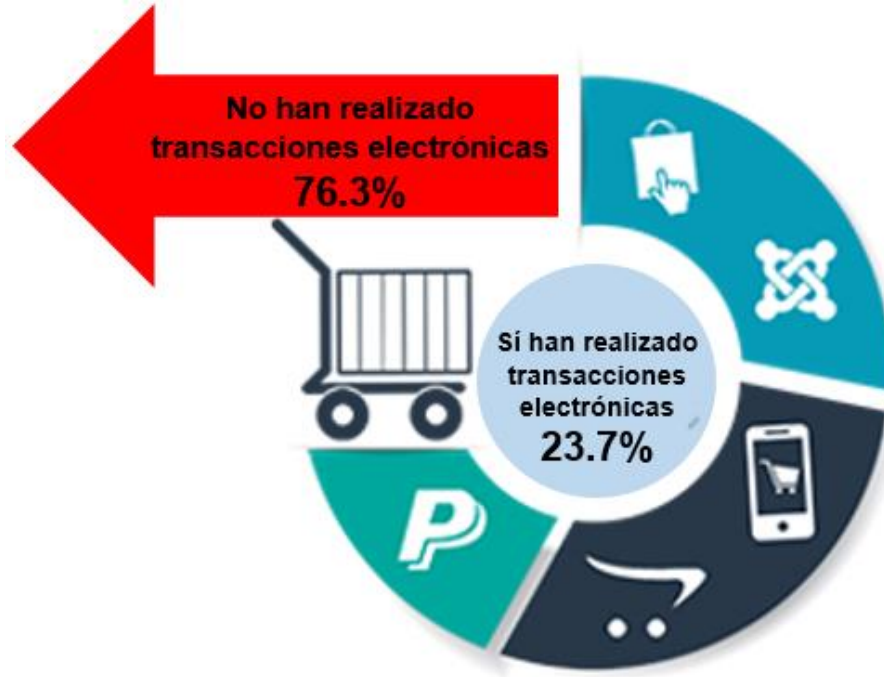 No han realizado
transacciones electrónicas
76.3%
Sí han realizado
transacciones
electrónicas
23.7%
P